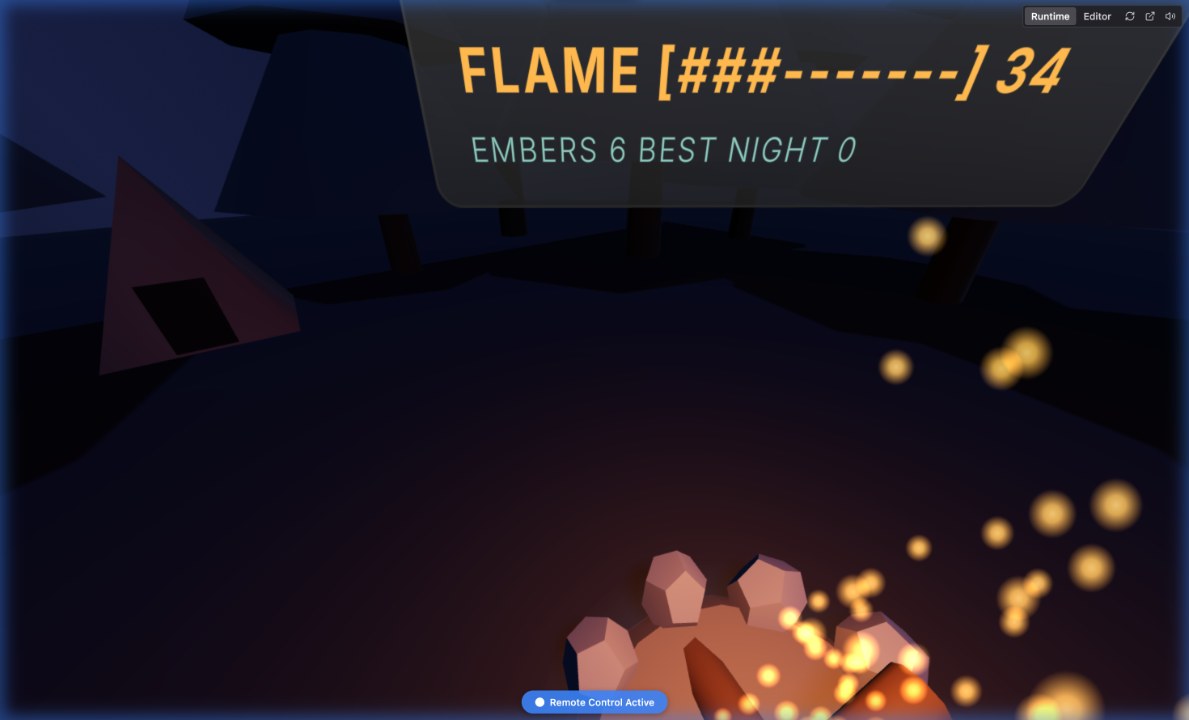 Runtime Editor
FLAME [###-------] 34
EMBERS 6 BEST NIGHT 0
Remote Control Active